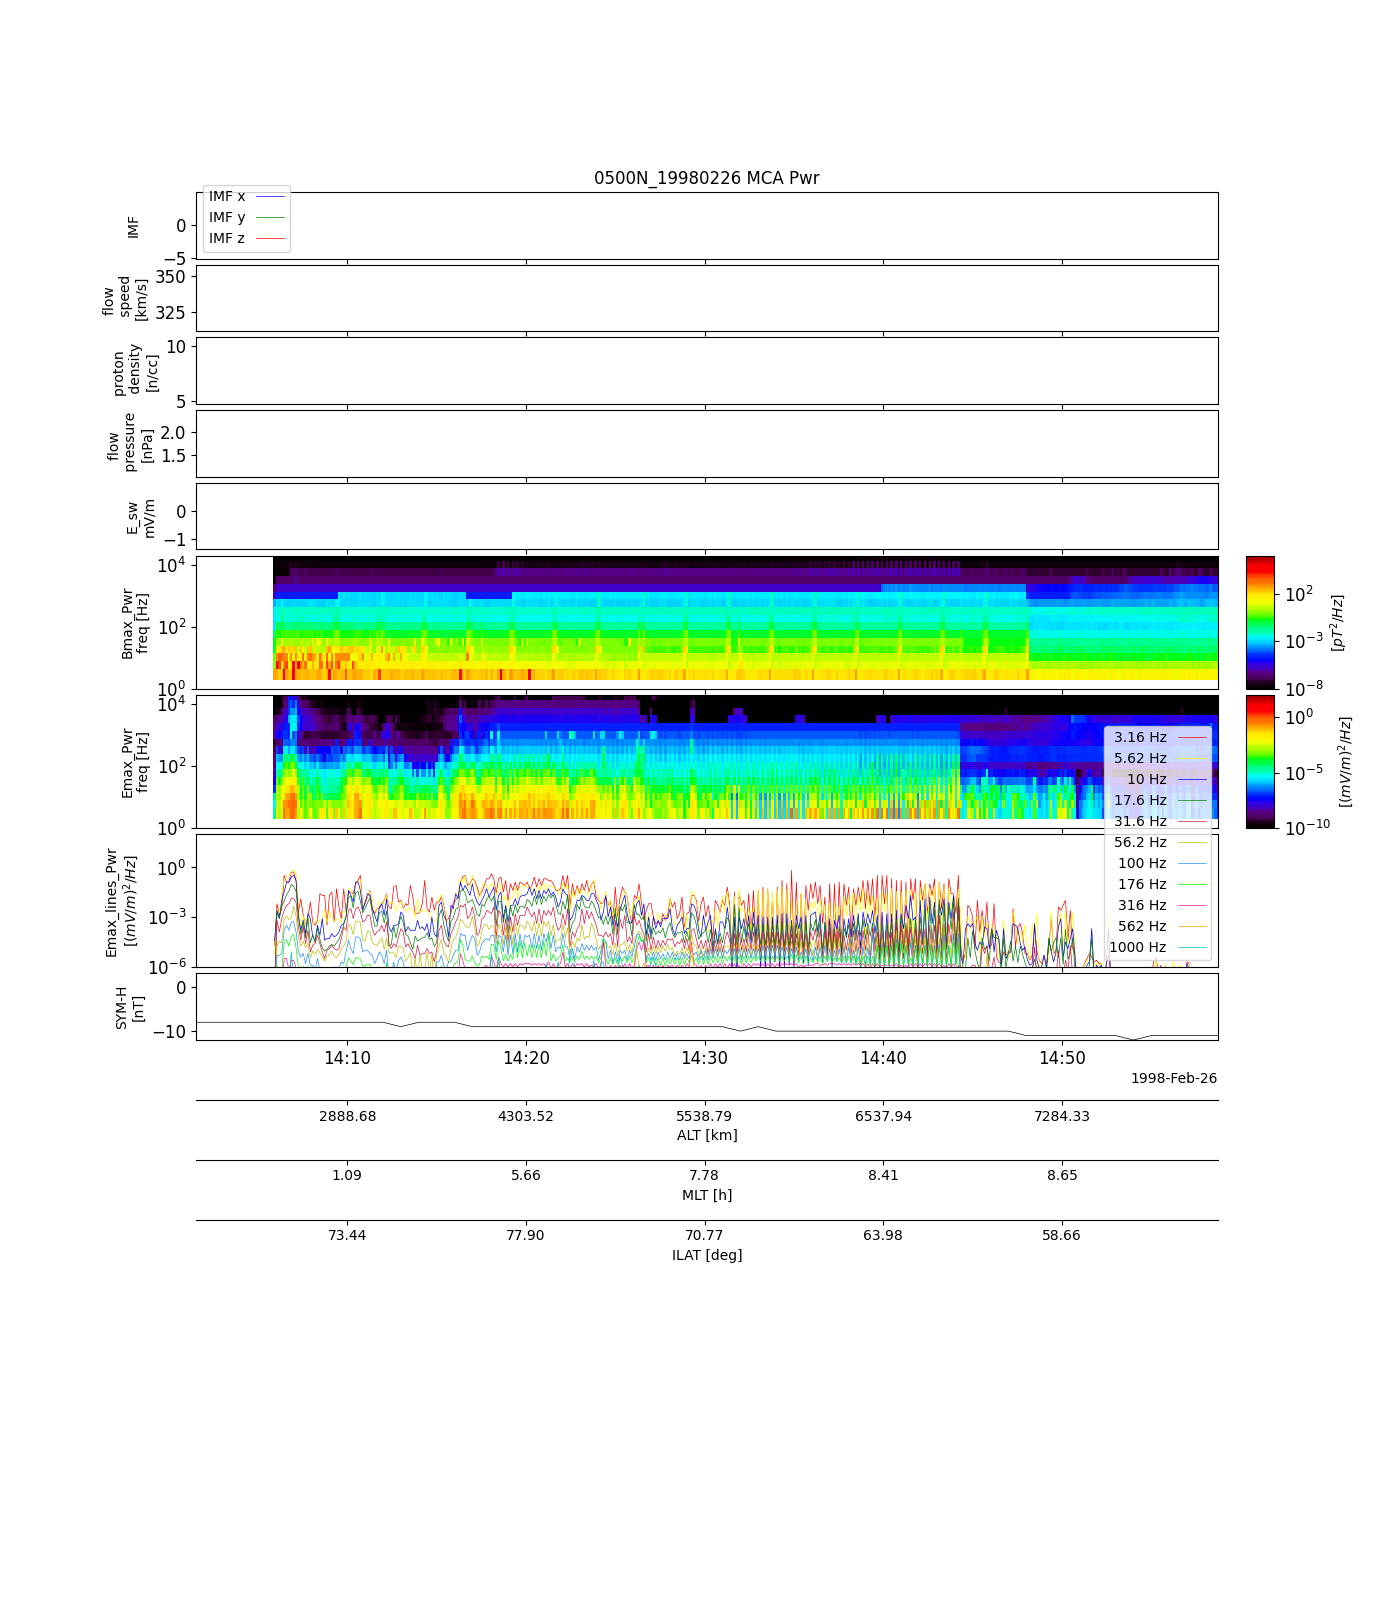 0500N_19980226 MCA Pwr
IMF x
IMF y
IMF z
IMF
0
−5
flow
speed
[km/s]
350
325
proton
density
[n/cc]
10
5
flow
pressure
[nPa]
2.0
1.5
E_sw
mV/m
0
−1
Bmax_Pwr
freq [Hz]
10^4
10^2
10^0
10^2
10^−3
10^−8
[pT^2/Hz]
Emax_Pwr
freq [Hz]
10^4
10^2
10^0
10^0
10^−5
10^−10
[(mV/m)^2/Hz]
3.16 Hz
5.62 Hz
10 Hz
17.6 Hz
31.6 Hz
56.2 Hz
100 Hz
176 Hz
316 Hz
562 Hz
1000 Hz
Emax_lines_Pwr
[(mV/m)^2/Hz]
10^0
10^−3
10^−6
SYM-H
[nT]
0
−10
14:10 14:20 14:30 14:40 14:50
1998-Feb-26
2888.68 4303.52 5538.79 6537.94 7284.33
ALT [km]
1.09 5.66 7.78 8.41 8.65
MLT [h]
73.44 77.90 70.77 63.98 58.66
ILAT [deg]